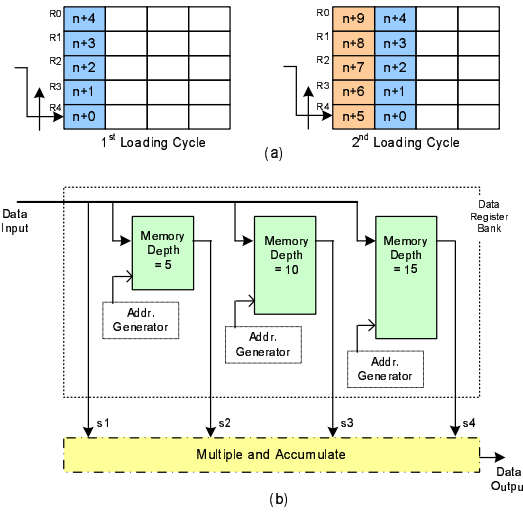 R0 n+4 R0 n+9 n+4
R1 n+3 R1 n+8 n+3
R2 n+2 R2 n+7 n+2
R3 n+1 R3 n+6 n+1
R4 n+0 R4 n+5 n+0
1st Loading Cycle 2nd Loading Cycle
(a)
Data
Input
Data
Register
Bank
Memory
Depth
= 5
Memory
Depth
= 10
Memory
Depth
= 15
Addr.
Generator
Addr.
Generator
Addr.
Generator
s1 s2 s3 s4
Multiple and Accumulate
Data
Outpu
(b)